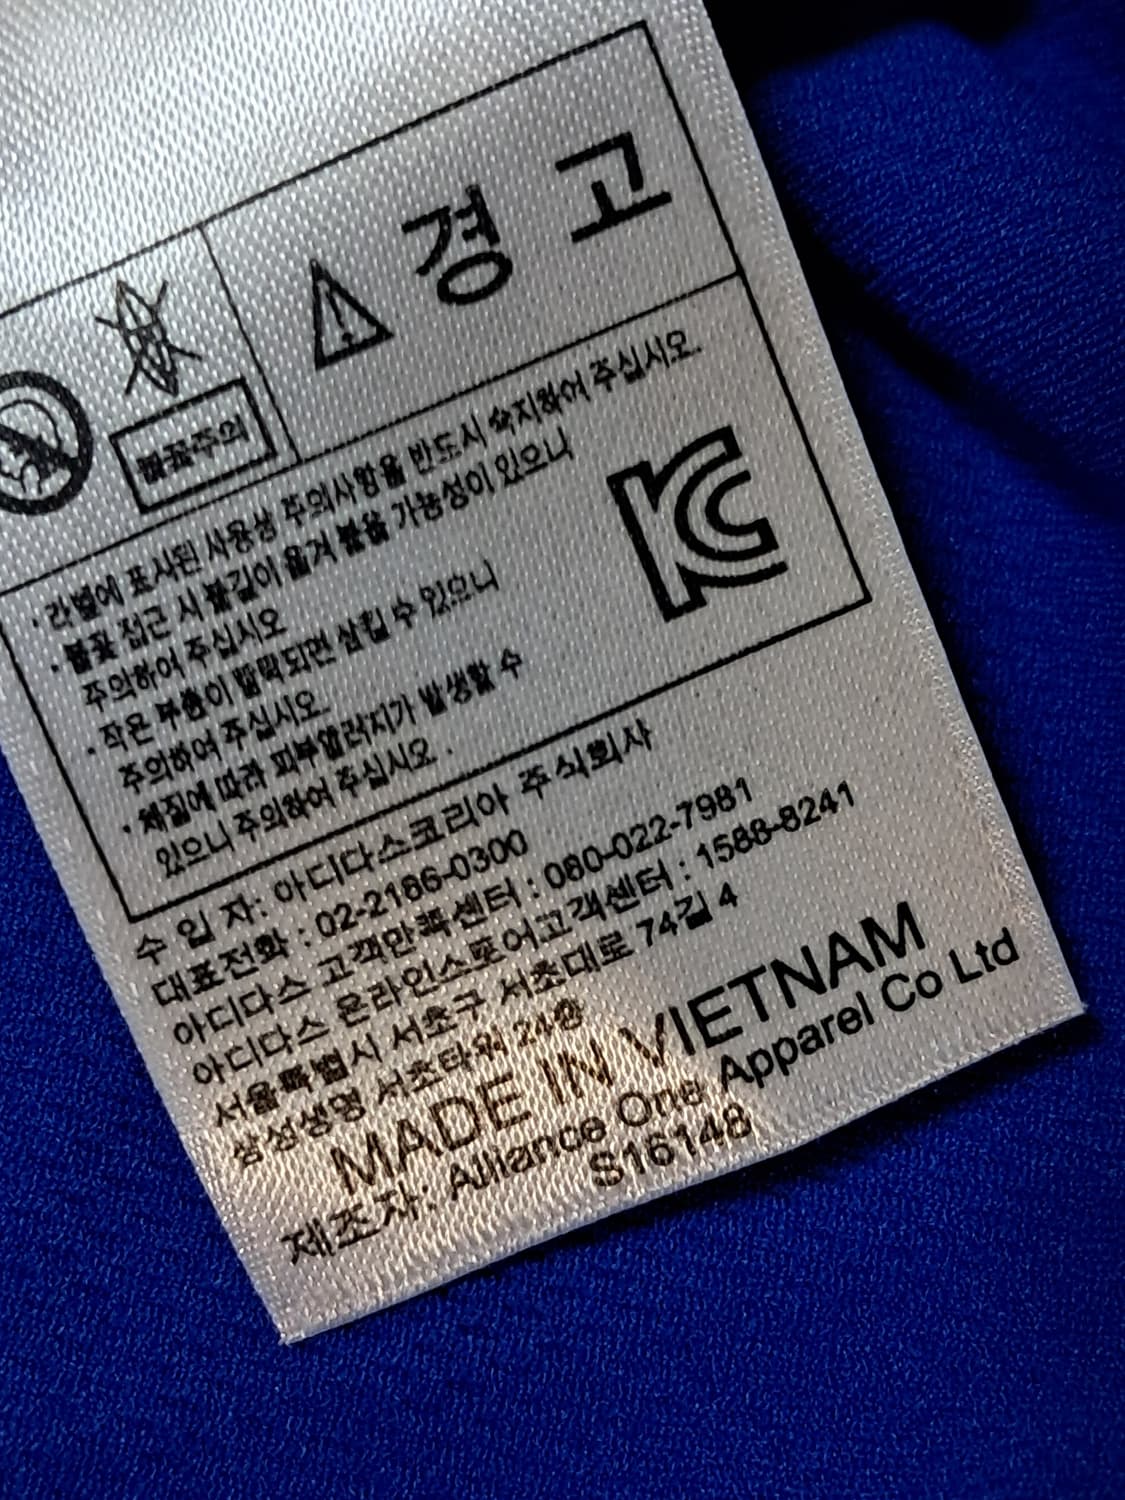 ⚠ 경 고
불꽃주의
· 라벨에 표시된 사용상 주의사항을 반드시 숙지하여 주십시오.
· 불꽃 접근 시 불길이 옮겨 붙을 가능성이 있으니
주의하여 주십시오
· 작은 부품이 탈락되면 삼킬 수 있으니
주의하여 주십시오.
· 체질에 따라 피부알러지가 발생할 수
있으니 주의하여 주십시오.
KC
수 입 자: 아디다스코리아 주식회사
대표전화 : 02-2186-0300
아디다스 고객만족센터 : 080-022-7981
아디다스 온라인스토어고객센터 : 1588-8241
서울특별시 서초구 서초대로 74길 4
삼성생명 서초타워 24층
MADE IN VIETNAM
제조자: Alliance One Apparel Co Ltd
S16148